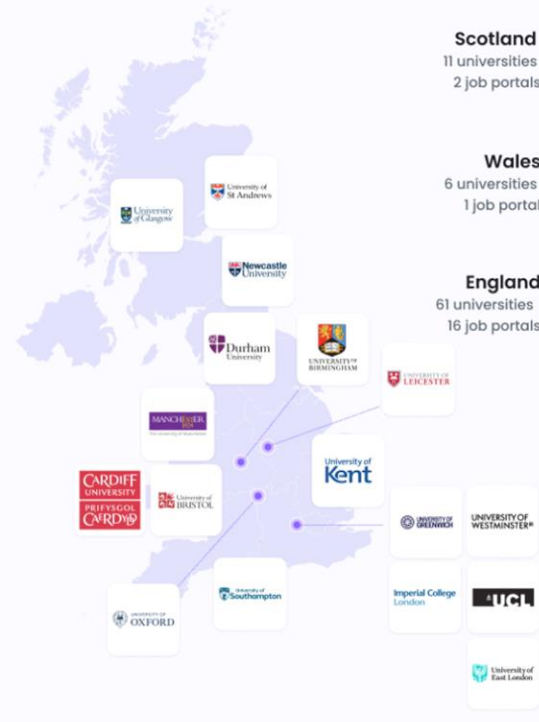 Scotland
11 universities
2 job portals
Wales
6 universities
1 job portal
England
61 universities
16 job portals
University of
St Andrews
University
of Glasgow
Newcastle
University
Durham
University
UNIVERSITY OF
BIRMINGHAM
UNIVERSITY OF
LEICESTER
MANCHESTER
1824
The University of Manchester
University of
Kent
CARDIFF
UNIVERSITY
PRIFYSGOL
CAERDYDD
University of
BRISTOL
UNIVERSITY OF
GREENWICH
UNIVERSITY OF
WESTMINSTER
University of
Southampton
Imperial College
London
UCL
UNIVERSITY OF
OXFORD
University of
East London